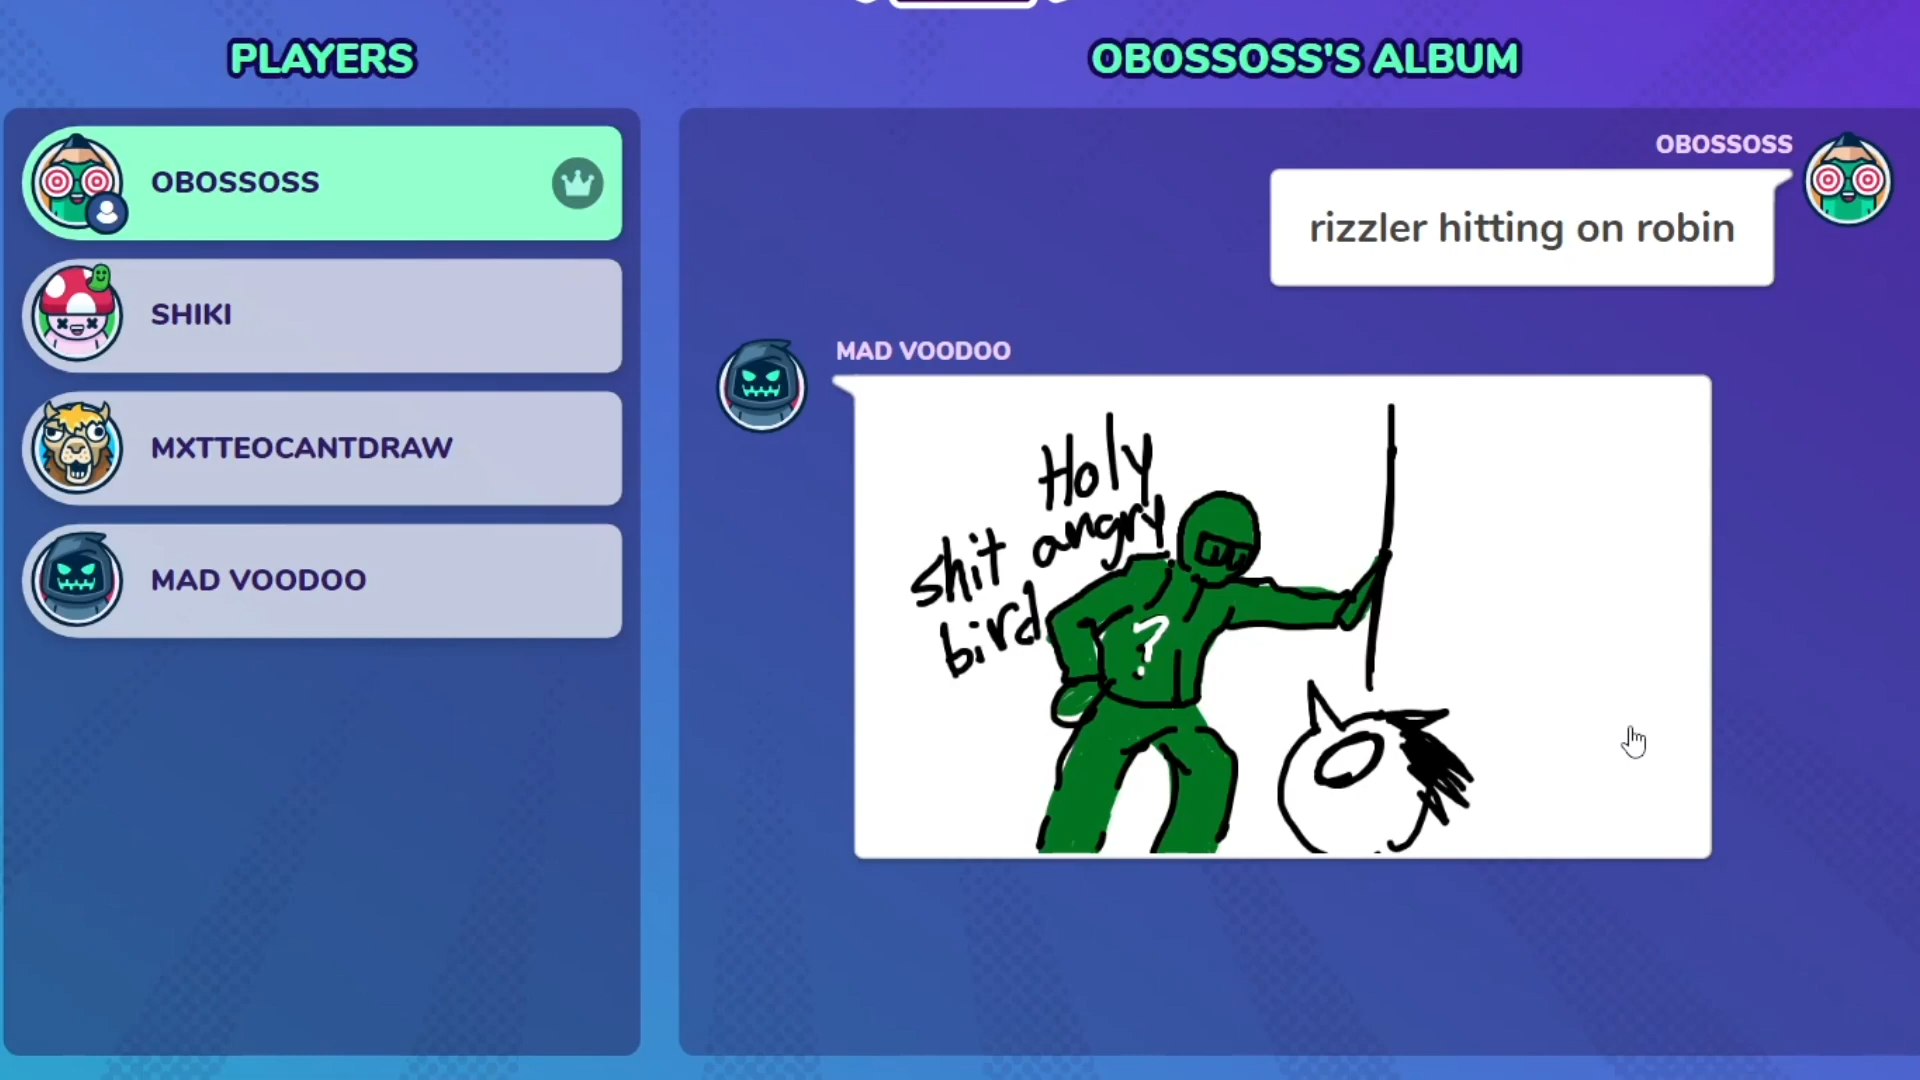 PLAYERS
OBOSSOSS
SHIKI
MXTTEOCANTDRAW
MAD VOODOO
OBOSSOSS'S ALBUM
OBOSSOSS
rizzler hitting on robin
MAD VOODOO
Holy
shit angry
bird
?